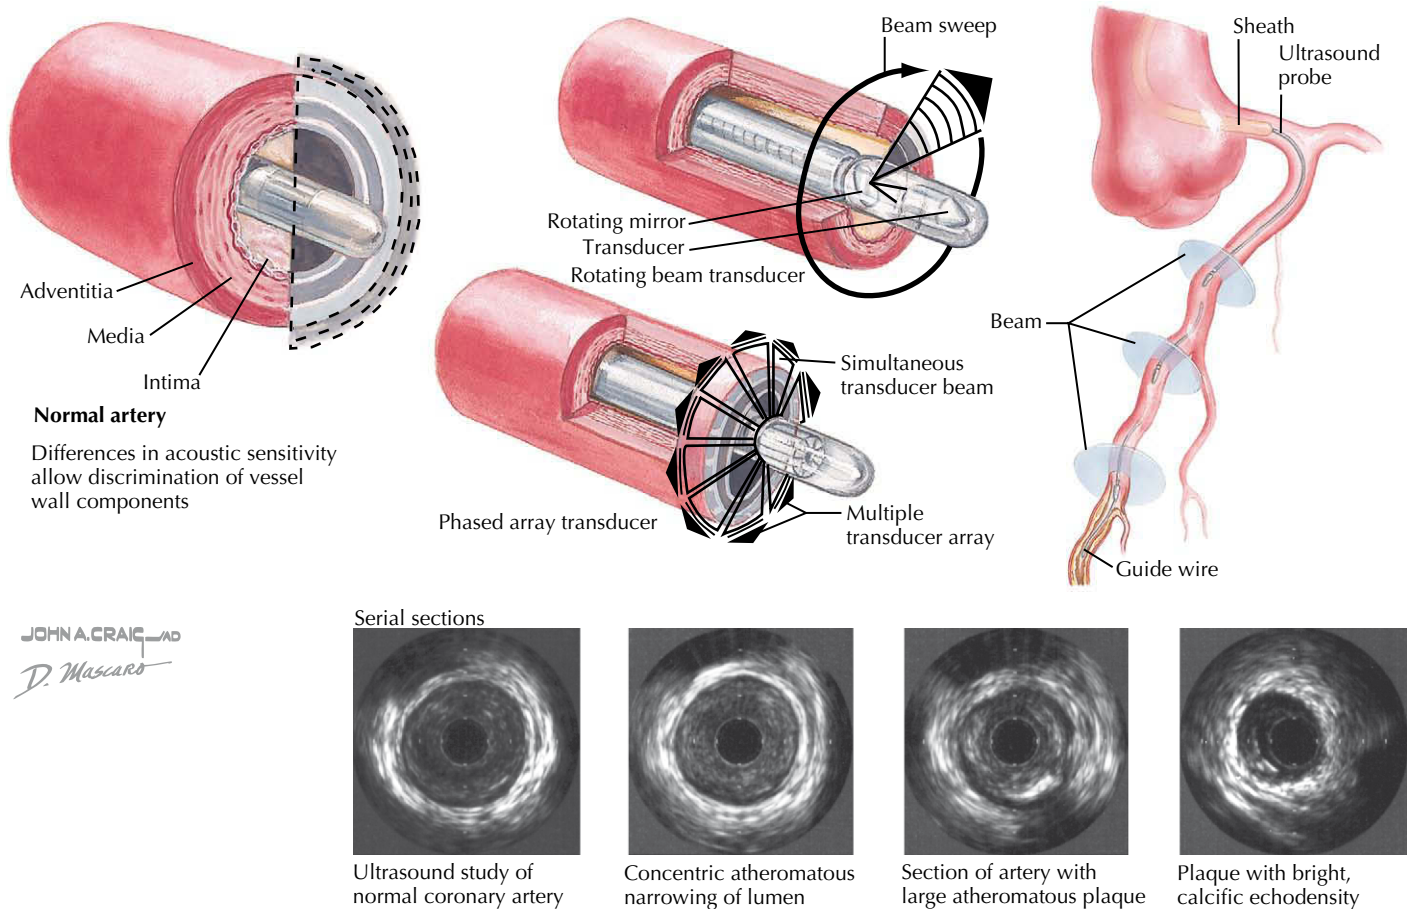 Beam sweep
Sheath
Ultrasound
probe
Rotating mirror
Transducer
Rotating beam transducer
Adventitia
Media
Intima
Beam
Simultaneous
transducer beam
Normal artery
Differences in acoustic sensitivity
allow discrimination of vessel
wall components
Phased array transducer
Multiple
transducer array
Guide wire
JOHN A. CRAIG—AD
D. Mascaro
Serial sections
Ultrasound study of
normal coronary artery
Concentric atheromatous
narrowing of lumen
Section of artery with
large atheromatous plaque
Plaque with bright,
calcific echodensity